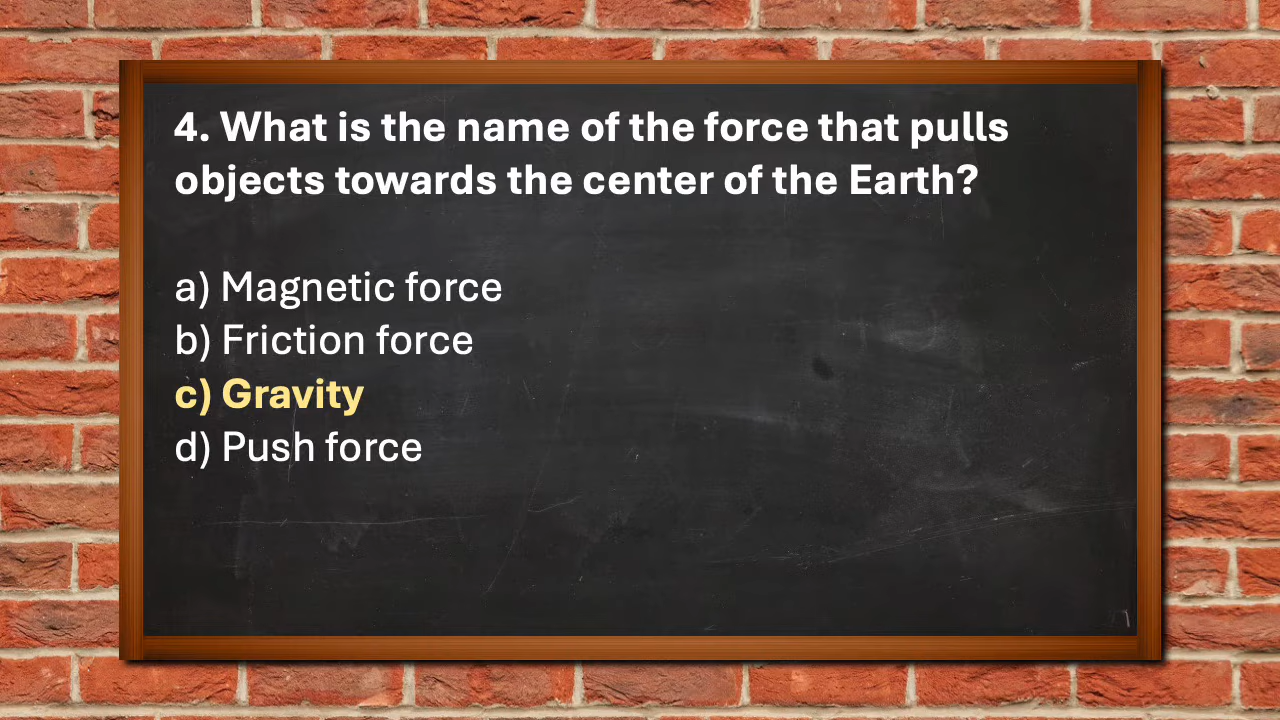 4. What is the name of the force that pulls
objects towards the center of the Earth?
a) Magnetic force
b) Friction force
c) Gravity
d) Push force